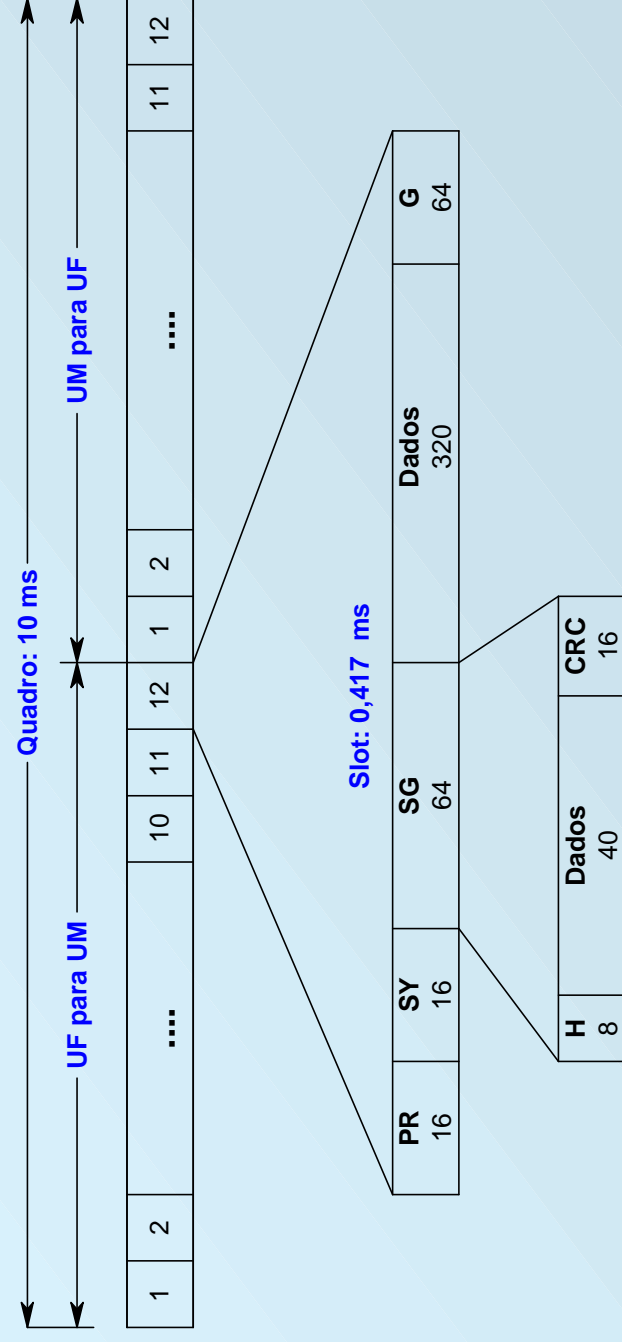 Quadro: 10 ms
UF para UM UM para UF
1 2 .... 10 11 12 1 2 .... 11 12
Slot: 0,417 ms
PR SY SG Dados G
16 16 64 320 64
H Dados CRC
8 40 16